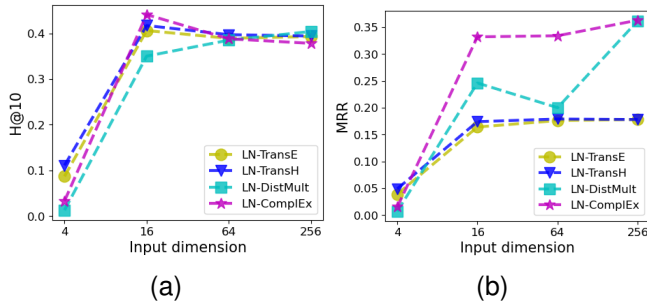 H@10
0.4
0.3
0.2
0.1
0.0
LN-TransE
LN-TransH
LN-DistMult
LN-ComplEx
4 16 64 256
Input dimension
(a)
MRR
0.35
0.30
0.25
0.20
0.15
0.10
0.05
0.00
LN-TransE
LN-TransH
LN-DistMult
LN-ComplEx
4 16 64 256
Input dimension
(b)